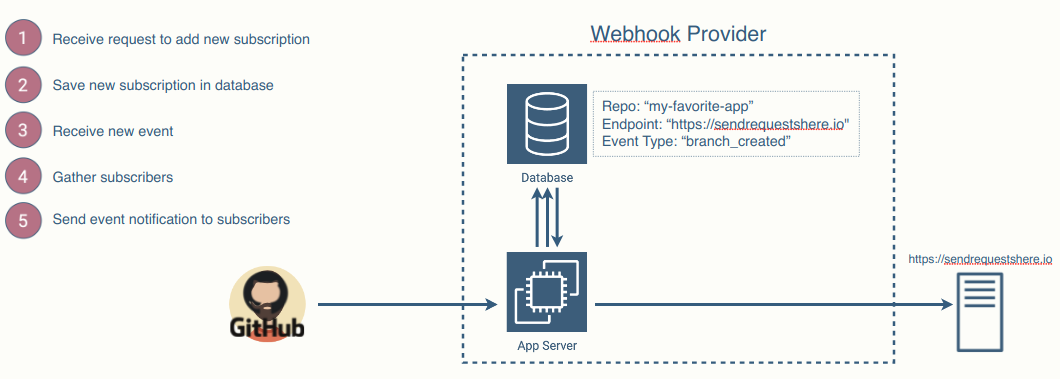 Webhook Provider
1 Receive request to add new subscription
2 Save new subscription in database
3 Receive new event
4 Gather subscribers
5 Send event notification to subscribers
Repo: “my-favorite-app”
Endpoint: “https://sendrequestshere.io"
Event Type: “branch_created”
Database
https://sendrequestshere.io
GitHub
App Server